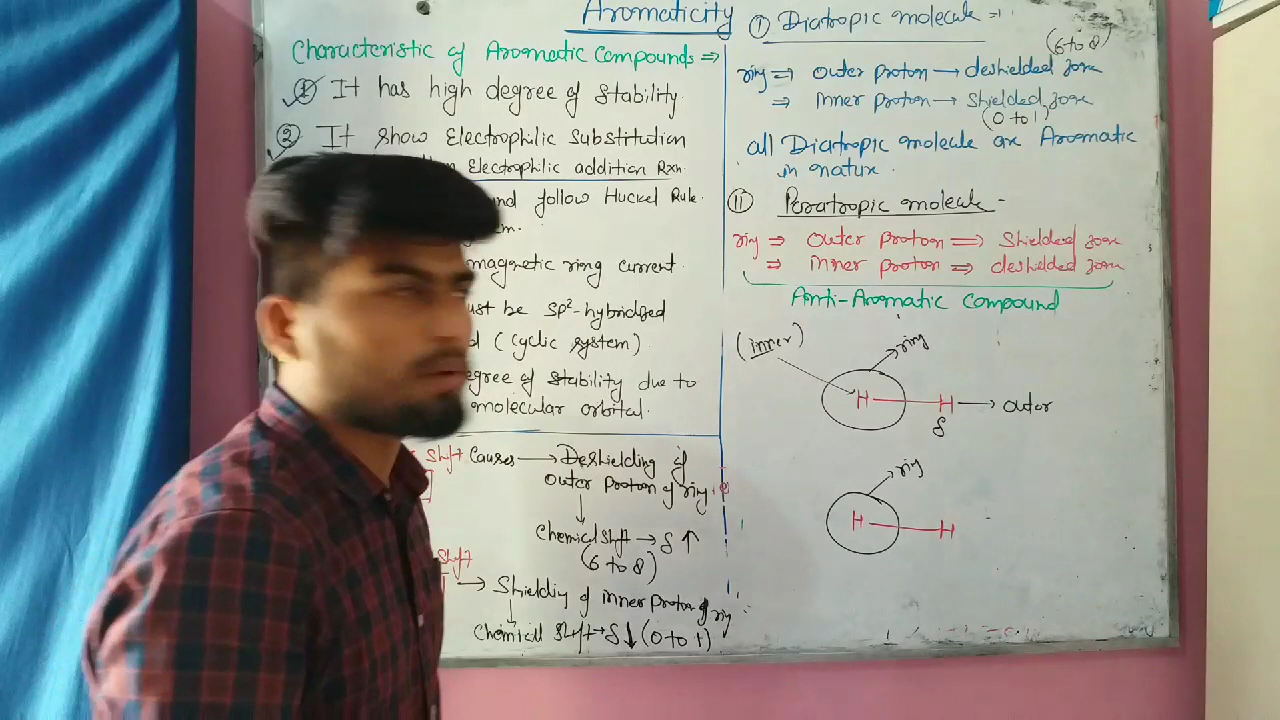 Aromaticity
Characteristic of Aromatic Compounds ⇒
① It has high degree of stability
② It show Electrophilic Substitution
Electrophilic addition Rxn.
follow Huckel Rule.
magnetic ring current
be sp²-hybridized
(cyclic system)
of stability due to
molecular orbital.
Shift causes → Deshielding of
outer proton of ring.
Chemical Shift → δ ↑
(6 to 8)
Shift
→ Shielding of inner proton of ring
Chemical Shift → δ ↓ (0 to 1)
① Diatropic molecule ⇒
(6 to 8)
ring ⇒ outer proton → deshielded zone
⇒ inner proton → shielded zone
(0 to 1)
all Diatropic molecule are Aromatic
in nature.
Ⅱ Paratropic molecule -
ring ⇒ Outer proton ⇒ Shielded zone
⇒ inner proton ⇒ deshielded zone
Anti-Aromatic Compound
(inner)
ring
H H → outer
δ
ring
H H